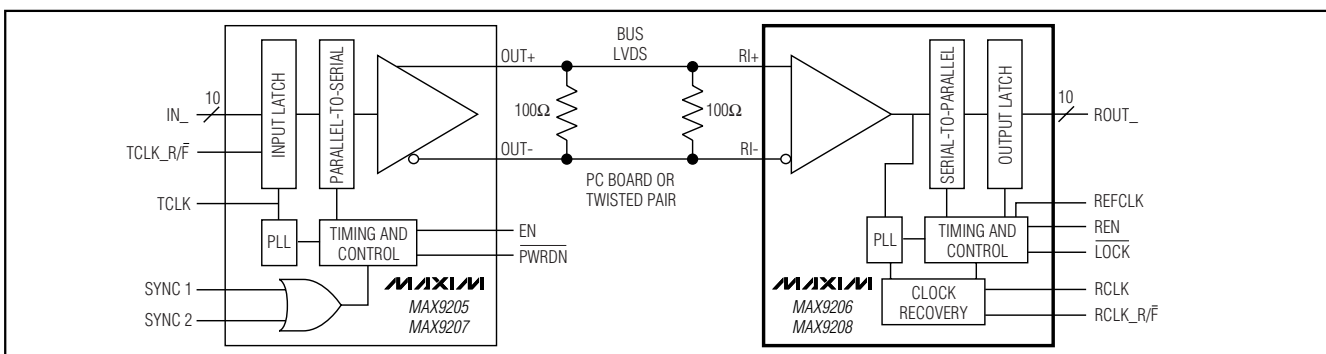 BUS
LVDS
OUT+
RI+
10
IN_
TCLK_R/F̅
INPUT LATCH
PARALLEL-TO-SERIAL
100Ω
100Ω
SERIAL-TO-PARALLEL
OUTPUT LATCH
10
ROUT_
OUT-
RI-
PC BOARD OR
TWISTED PAIR
TCLK
PLL
TIMING AND
CONTROL
EN
P̅W̅R̅D̅N̅
MAXIM
MAX9205
MAX9207
SYNC 1
SYNC 2
PLL
TIMING AND
CONTROL
REFCLK
REN
L̅O̅C̅K̅
MAXIM
MAX9206
MAX9208
CLOCK
RECOVERY
RCLK
RCLK_R/F̅